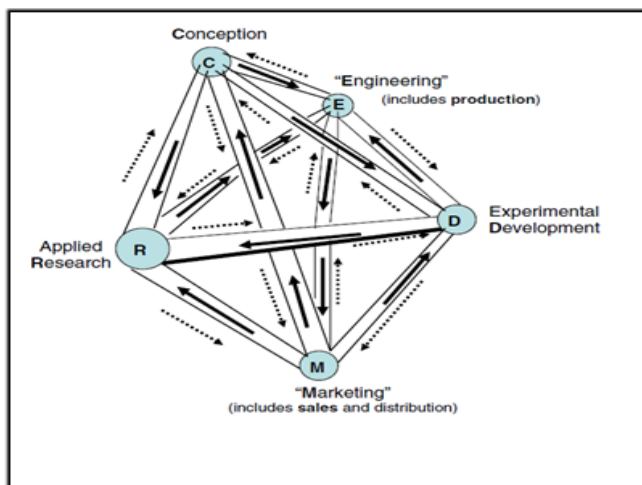 Conception
C
"Engineering"
(includes production)
E
Experimental
Development
D
Applied
Research
R
M
"Marketing"
(includes sales and distribution)